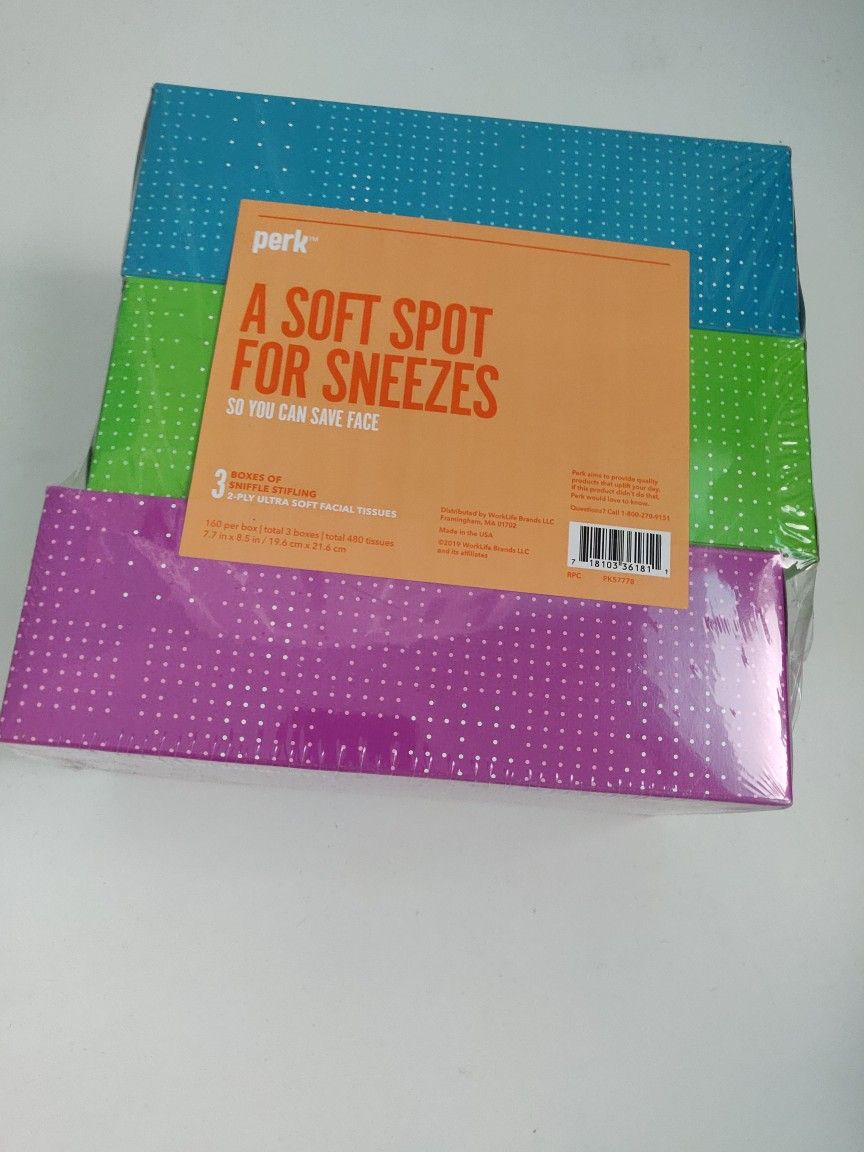 perk™
A SOFT SPOT
FOR SNEEZES
SO YOU CAN SAVE FACE
3 BOXES OF
SNIFFLE STIFLING
2-PLY ULTRA SOFT FACIAL TISSUES
160 per box | total 3 boxes | total 480 tissues
7.7 in x 8.5 in / 19.6 cm x 21.6 cm
Distributed by WorkLife Brands LLC
Framingham, MA 01702
Made in the USA
©2019 WorkLife Brands LLC
and its affiliates
Perk aims to provide quality
products that uplift your day.
If this product didn't do that,
Perk would love to know.
Questions? Call 1-800-270-9151
7 18103 36181 1
RPC PK57778